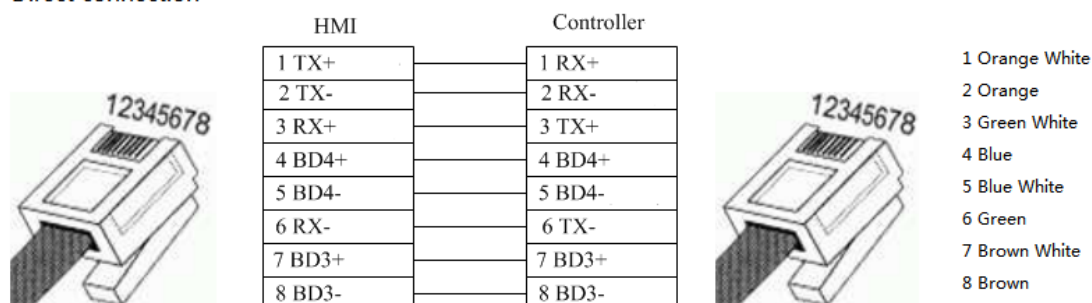 HMI Controller
1 TX+ 1 RX+
2 TX- 2 RX-
3 RX+ 3 TX+
4 BD4+ 4 BD4+
5 BD4- 5 BD4-
6 RX- 6 TX-
7 BD3+ 7 BD3+
8 BD3- 8 BD3-
12345678
12345678
1 Orange White
2 Orange
3 Green White
4 Blue
5 Blue White
6 Green
7 Brown White
8 Brown